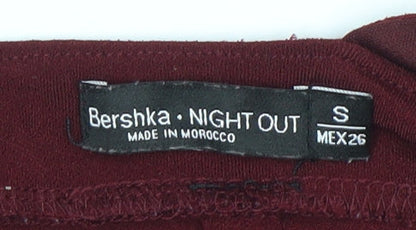 Bershka • NIGHT OUT
MADE IN MOROCCO
S
MEX26